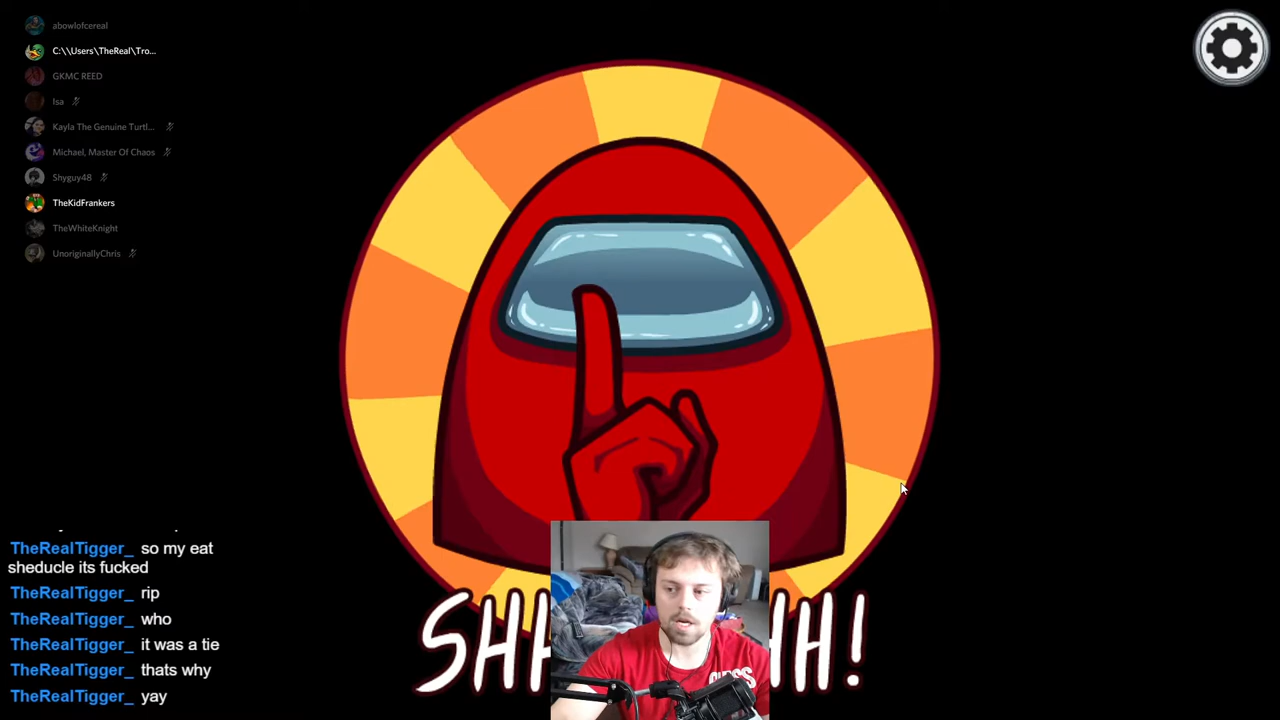 abowlofcereal
C:\\Users\TheReal\Tro...
GKMC REED
Isa
Kayla The Genuine Turtl...
Michael, Master Of Chaos
Shyguy48
TheKidFrankers
TheWhiteKnight
UnoriginallyChris
TheRealTigger_ so my eat
sheducle its fucked
TheRealTigger_ rip
TheRealTigger_ who
TheRealTigger_ it was a tie
TheRealTigger_ thats why
TheRealTigger_ yay